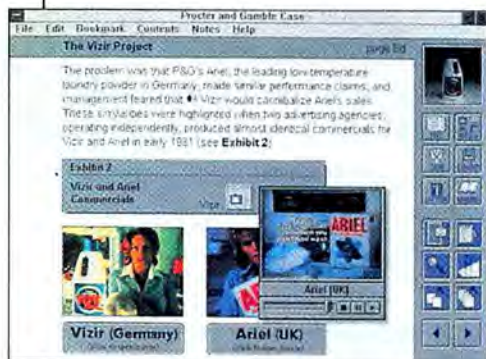 Procter and Gamble Case
File Edit Bookmark Contents Notes Help
The Vizir Project
page
The problem was that P&G's Ariel, the leading low-temperature
laundry powder in Germany, made similar performance claims, and
management feared that Vizir would cannibalize Ariel's sales.
These similarities were highlighted when two advertising agencies,
operating independently, produced almost identical commercials for
Vizir and Ariel in early 1981 (see Exhibit 2)
Exhibit 2
Vizir and Ariel
Commercials
Vizir
ARIEL
Ariel (UK)
Vizir (Germany)
Ariel (UK)